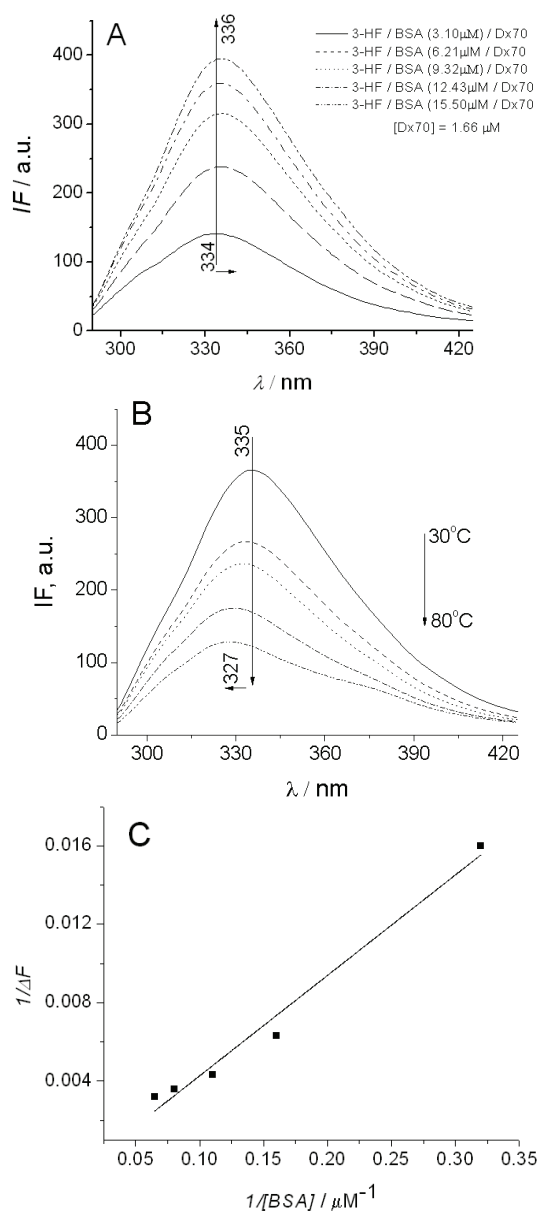 A
336
3-HF / BSA (3.10µM) / Dx70
3-HF / BSA (6.21µM / Dx70
3-HF / BSA (9.32µM) / Dx70
3-HF / BSA (12.43µM / Dx70
3-HF / BSA (15.50µM / Dx70
[Dx70] = 1.66 µM
400
300
200
100
0
IF / a.u.
334
300 330 360 390 420
λ / nm
B
335
400
300
200
100
0
IF, a.u.
30°C
80°C
327
300 330 360 390 420
λ / nm
C
0.016
0.012
0.008
0.004
1/ΔF
0.05 0.10 0.15 0.20 0.25 0.30 0.35
1/[BSA] / µM⁻¹